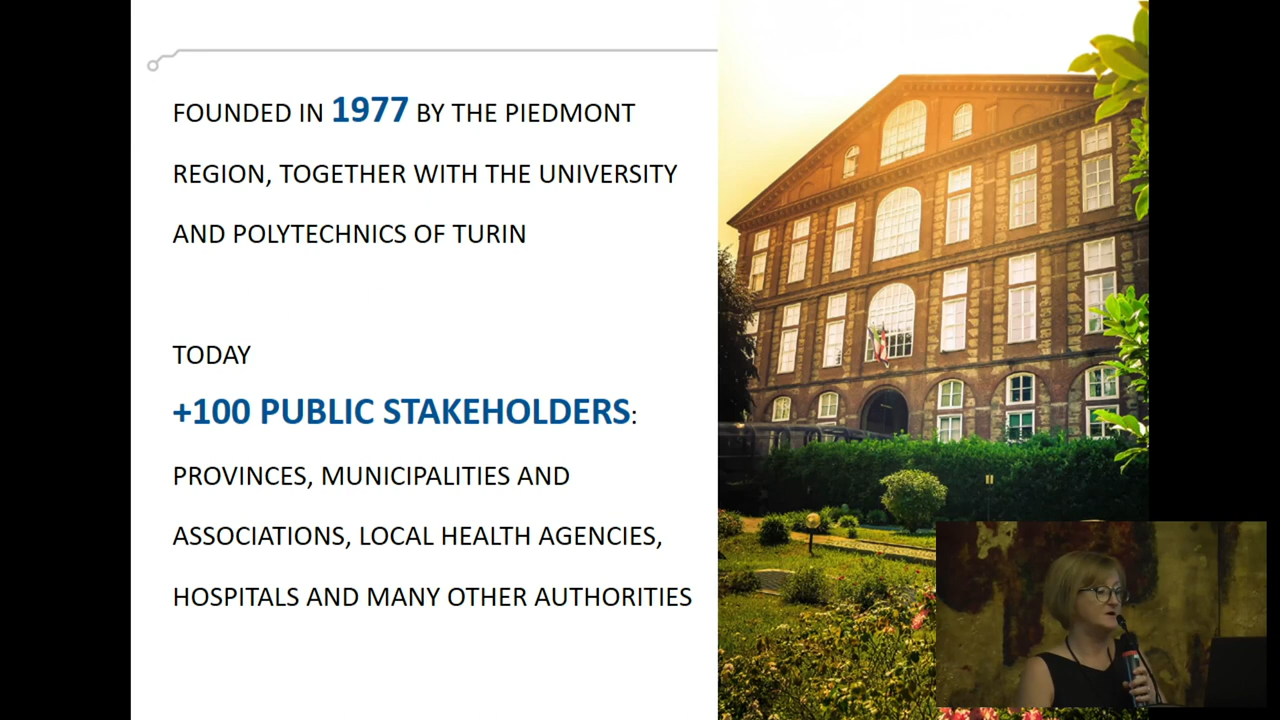 FOUNDED IN 1977 BY THE PIEDMONT
REGION, TOGETHER WITH THE UNIVERSITY
AND POLYTECHNICS OF TURIN
TODAY
+100 PUBLIC STAKEHOLDERS:
PROVINCES, MUNICIPALITIES AND
ASSOCIATIONS, LOCAL HEALTH AGENCIES,
HOSPITALS AND MANY OTHER AUTHORITIES